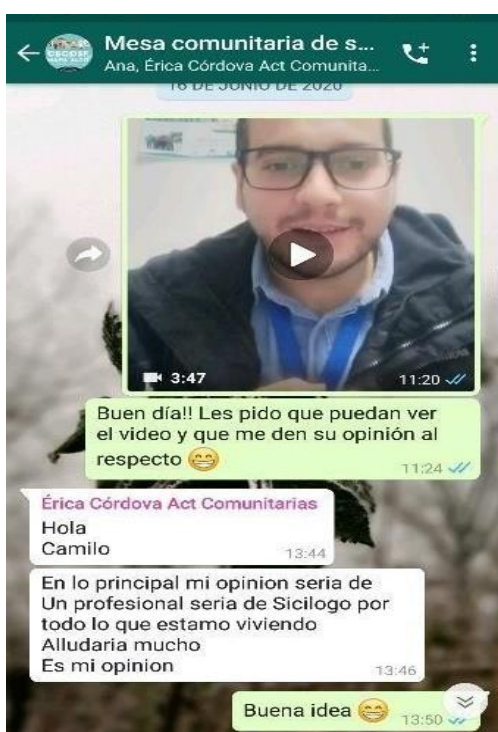 Mesa comunitaria de s...
Ana, Érica Córdova Act Comunita...
16 DE JUNIO DE 2020
3:47
11:20
Buen día!! Les pido que puedan ver
el video y que me den su opinión al
respecto
11:24
Érica Córdova Act Comunitarias
Hola
Camilo
13:44
En lo principal mi opinion seria de
Un profesional seria de Sicilogo por
todo lo que estamo viviendo
Alludaria mucho
Es mi opinion
13:46
Buena idea
13:50